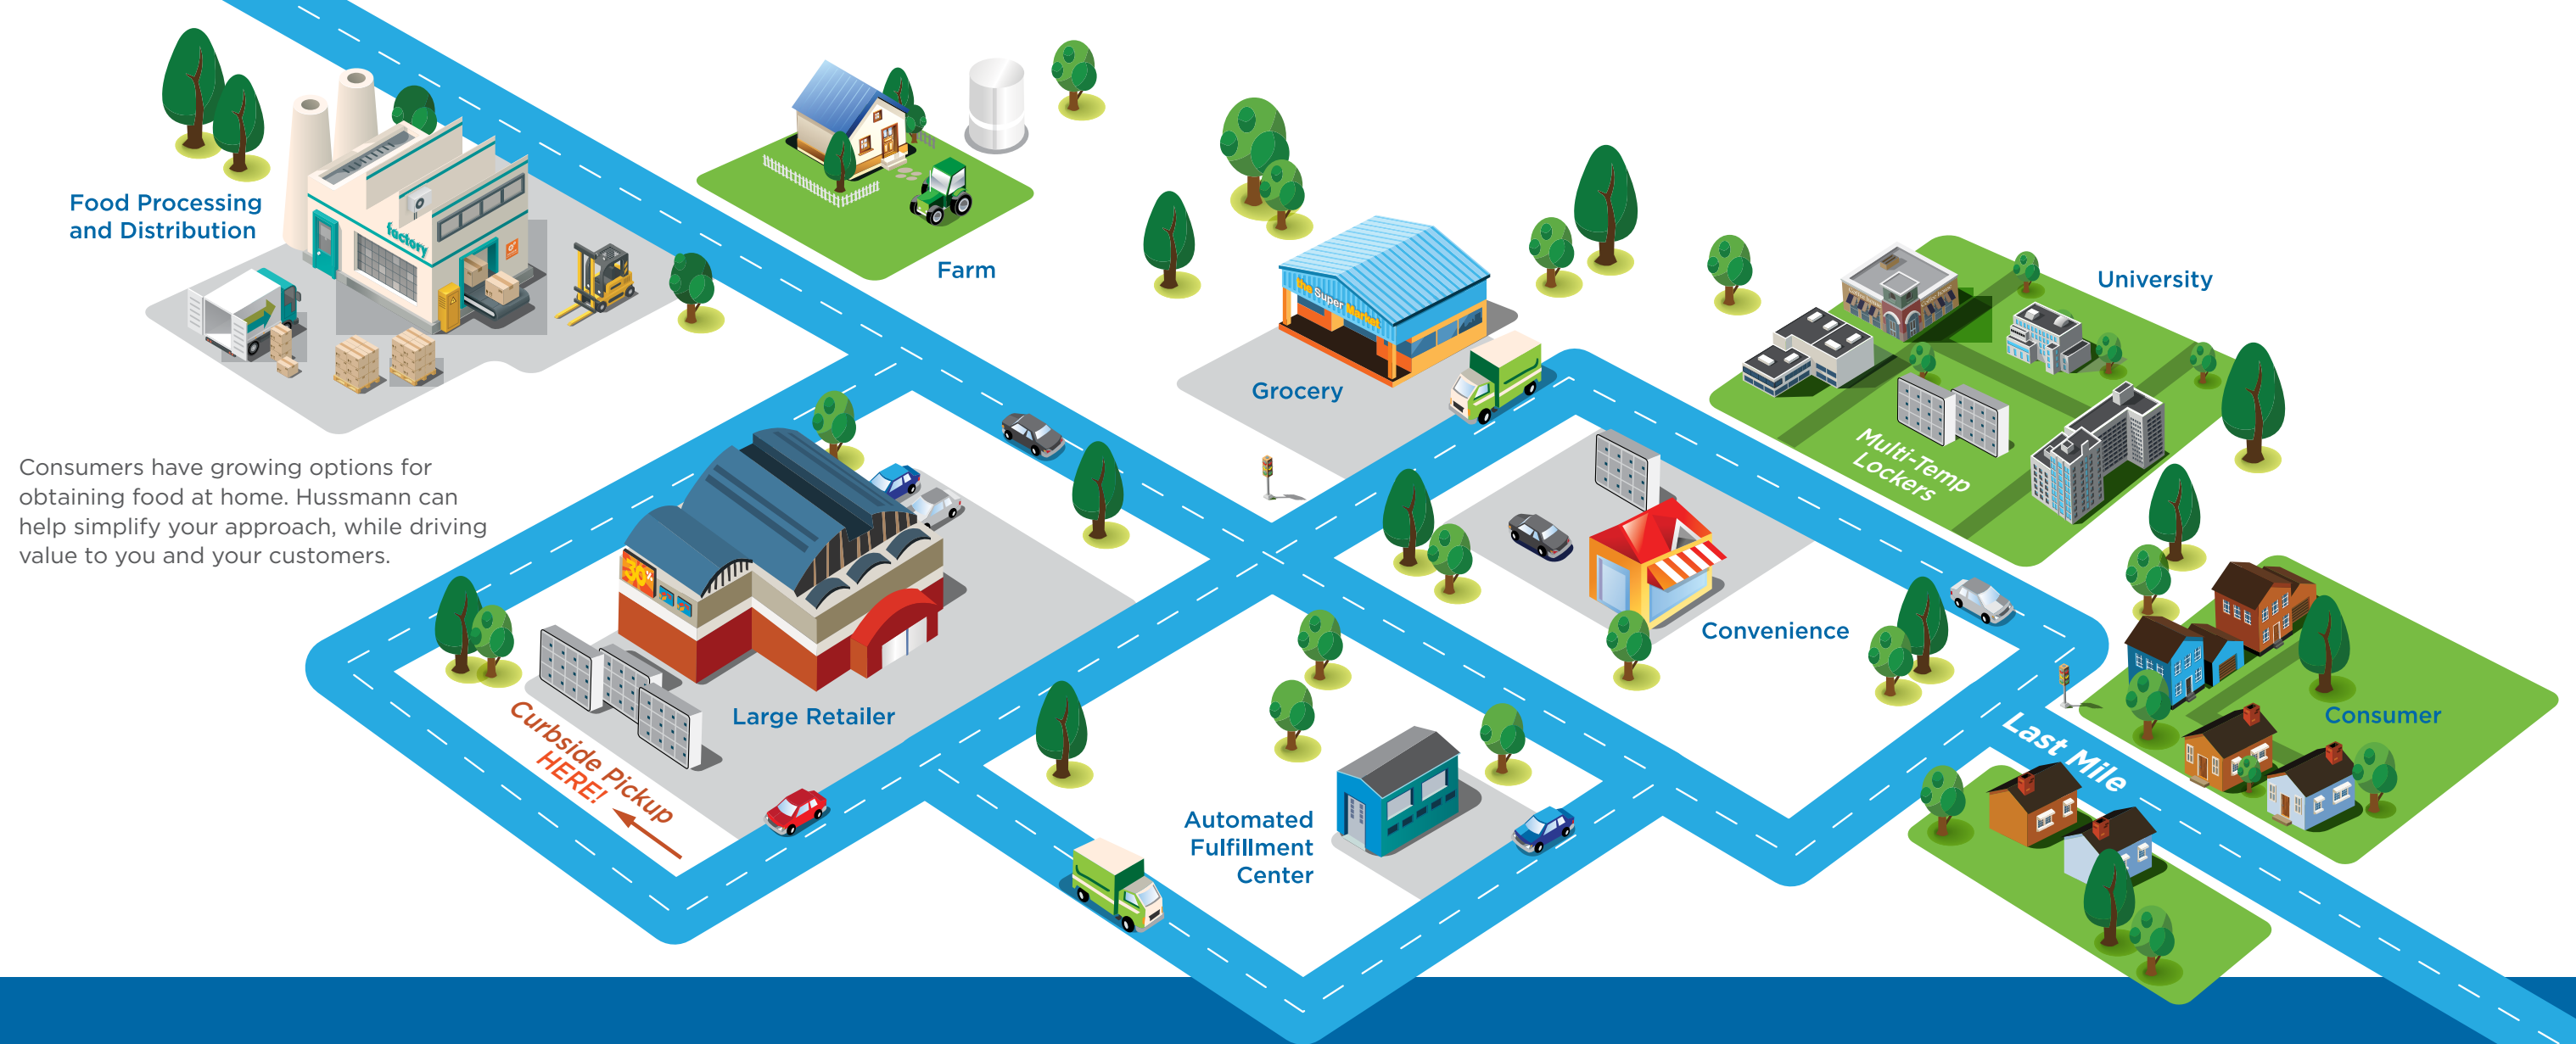 Food Processing
and Distribution
factory
Farm
the Super Market
Grocery
University
Multi-Temp
Lockers
Consumers have growing options for
obtaining food at home. Hussmann can
help simplify your approach, while driving
value to you and your customers.
30%
Large Retailer
Curbside Pickup
HERE!
Convenience
Automated
Fulfillment
Center
Last Mile
Consumer